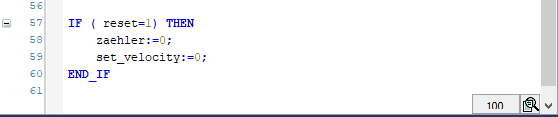 56
57 IF ( reset=1) THEN
58 zaehler:=0;
59 set_velocity:=0;
60 END_IF
61
100